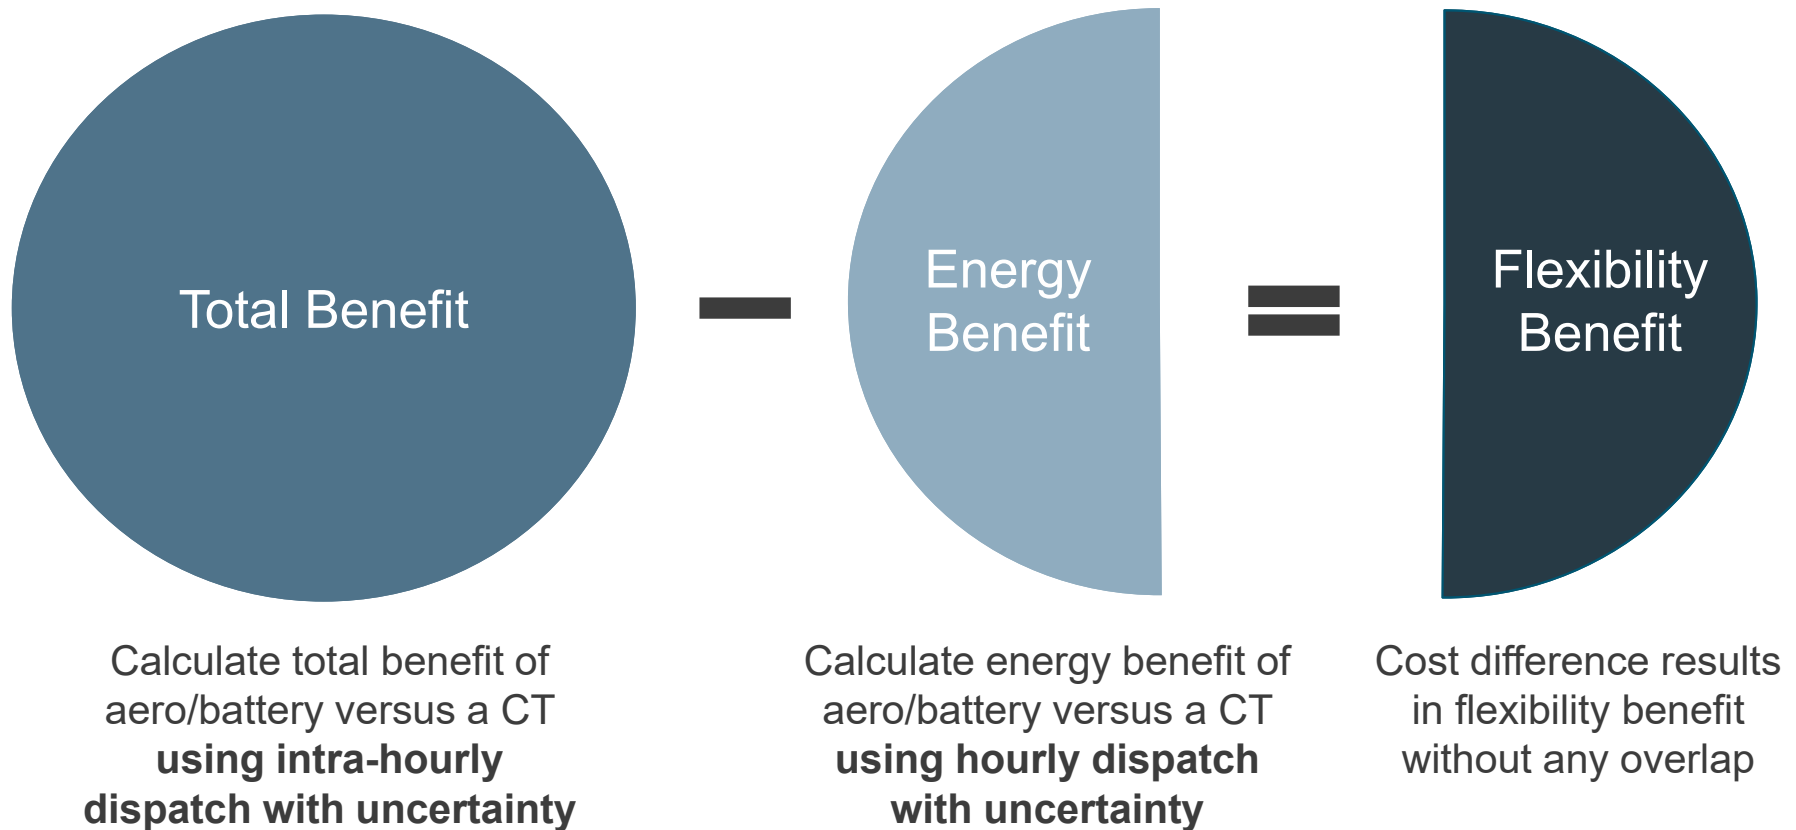 Total Benefit
Energy
Benefit
Flexibility
Benefit
Calculate total benefit of
aero/battery versus a CT
using intra-hourly
dispatch with uncertainty
Calculate energy benefit of
aero/battery versus a CT
using hourly dispatch
with uncertainty
Cost difference results
in flexibility benefit
without any overlap